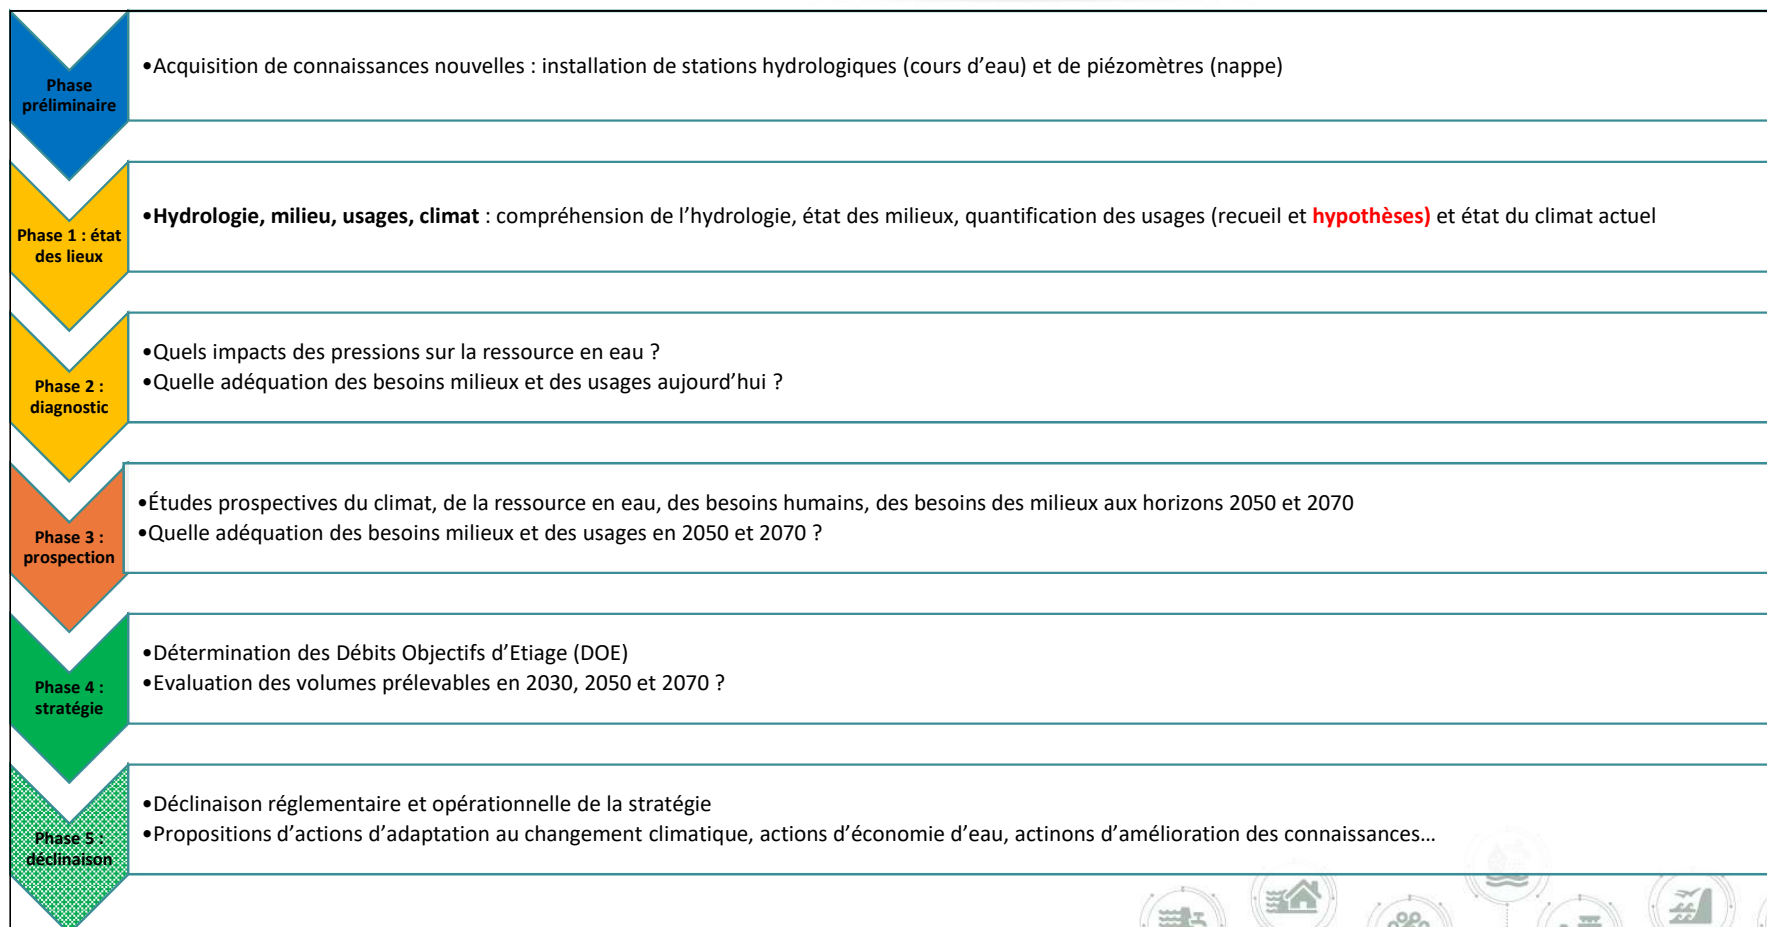 Phase
préliminaire
•Acquisition de connaissances nouvelles : installation de stations hydrologiques (cours d’eau) et de piézomètres (nappe)
Phase 1 : état
des lieux
•Hydrologie, milieu, usages, climat : compréhension de l’hydrologie, état des milieux, quantification des usages (recueil et hypothèses) et état du climat actuel
Phase 2 :
diagnostic
•Quels impacts des pressions sur la ressource en eau ?
•Quelle adéquation des besoins milieux et des usages aujourd’hui ?
Phase 3 :
prospection
•Études prospectives du climat, de la ressource en eau, des besoins humains, des besoins des milieux aux horizons 2050 et 2070
•Quelle adéquation des besoins milieux et des usages en 2050 et 2070 ?
Phase 4 :
stratégie
•Détermination des Débits Objectifs d’Etiage (DOE)
•Evaluation des volumes prélevables en 2030, 2050 et 2070 ?
Phase 5 :
déclinaison
•Déclinaison réglementaire et opérationnelle de la stratégie
•Propositions d’actions d’adaptation au changement climatique, actions d’économie d’eau, actinons d’amélioration des connaissances…